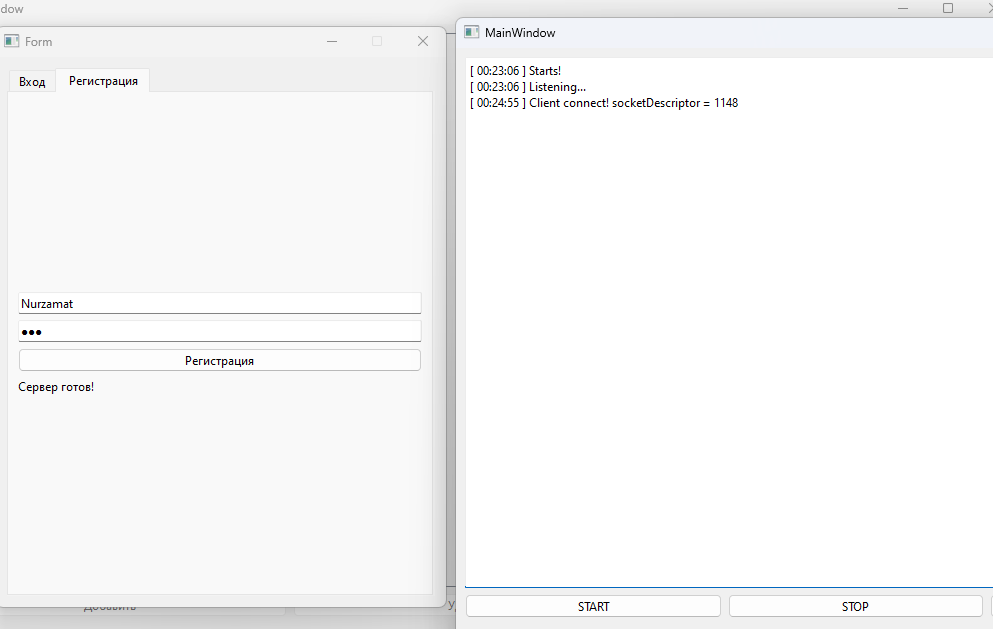 dow
Form
Вход
Регистрация
Nurzamat
Регистрация
Сервер готов!
Добавить
MainWindow
[ 00:23:06 ] Starts!
[ 00:23:06 ] Listening...
[ 00:24:55 ] Client connect! socketDescriptor = 1148
START
STOP